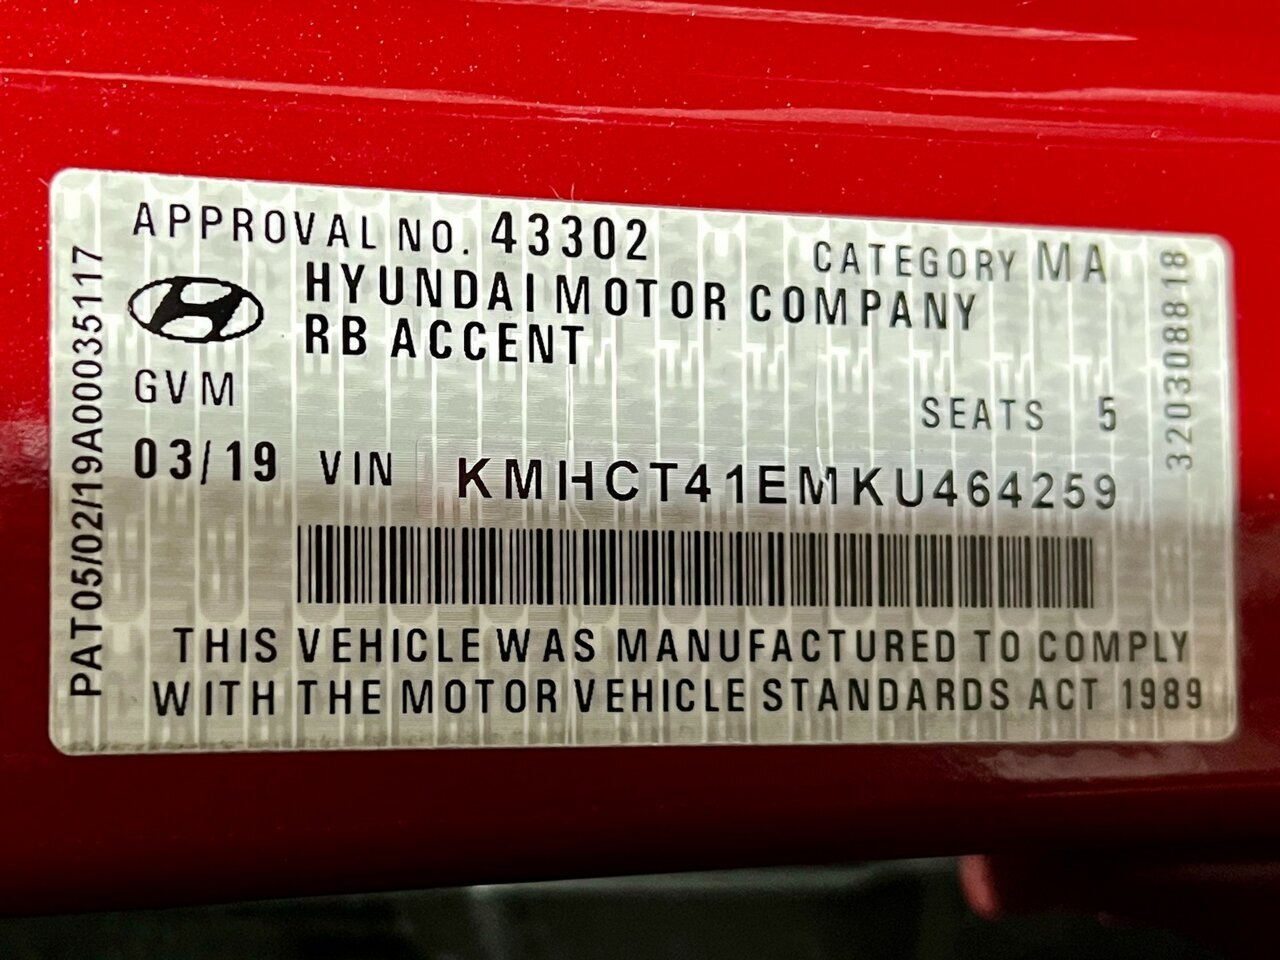 APPROVAL NO. 43302
CATEGORY MA
HYUNDAI MOTOR COMPANY
RB ACCENT
GVM
SEATS 5
03/19 VIN KMHCT41EMKU464259
THIS VEHICLE WAS MANUFACTURED TO COMPLY
WITH THE MOTOR VEHICLE STANDARDS ACT 1989
PAT05/02/19A0035117
320308818